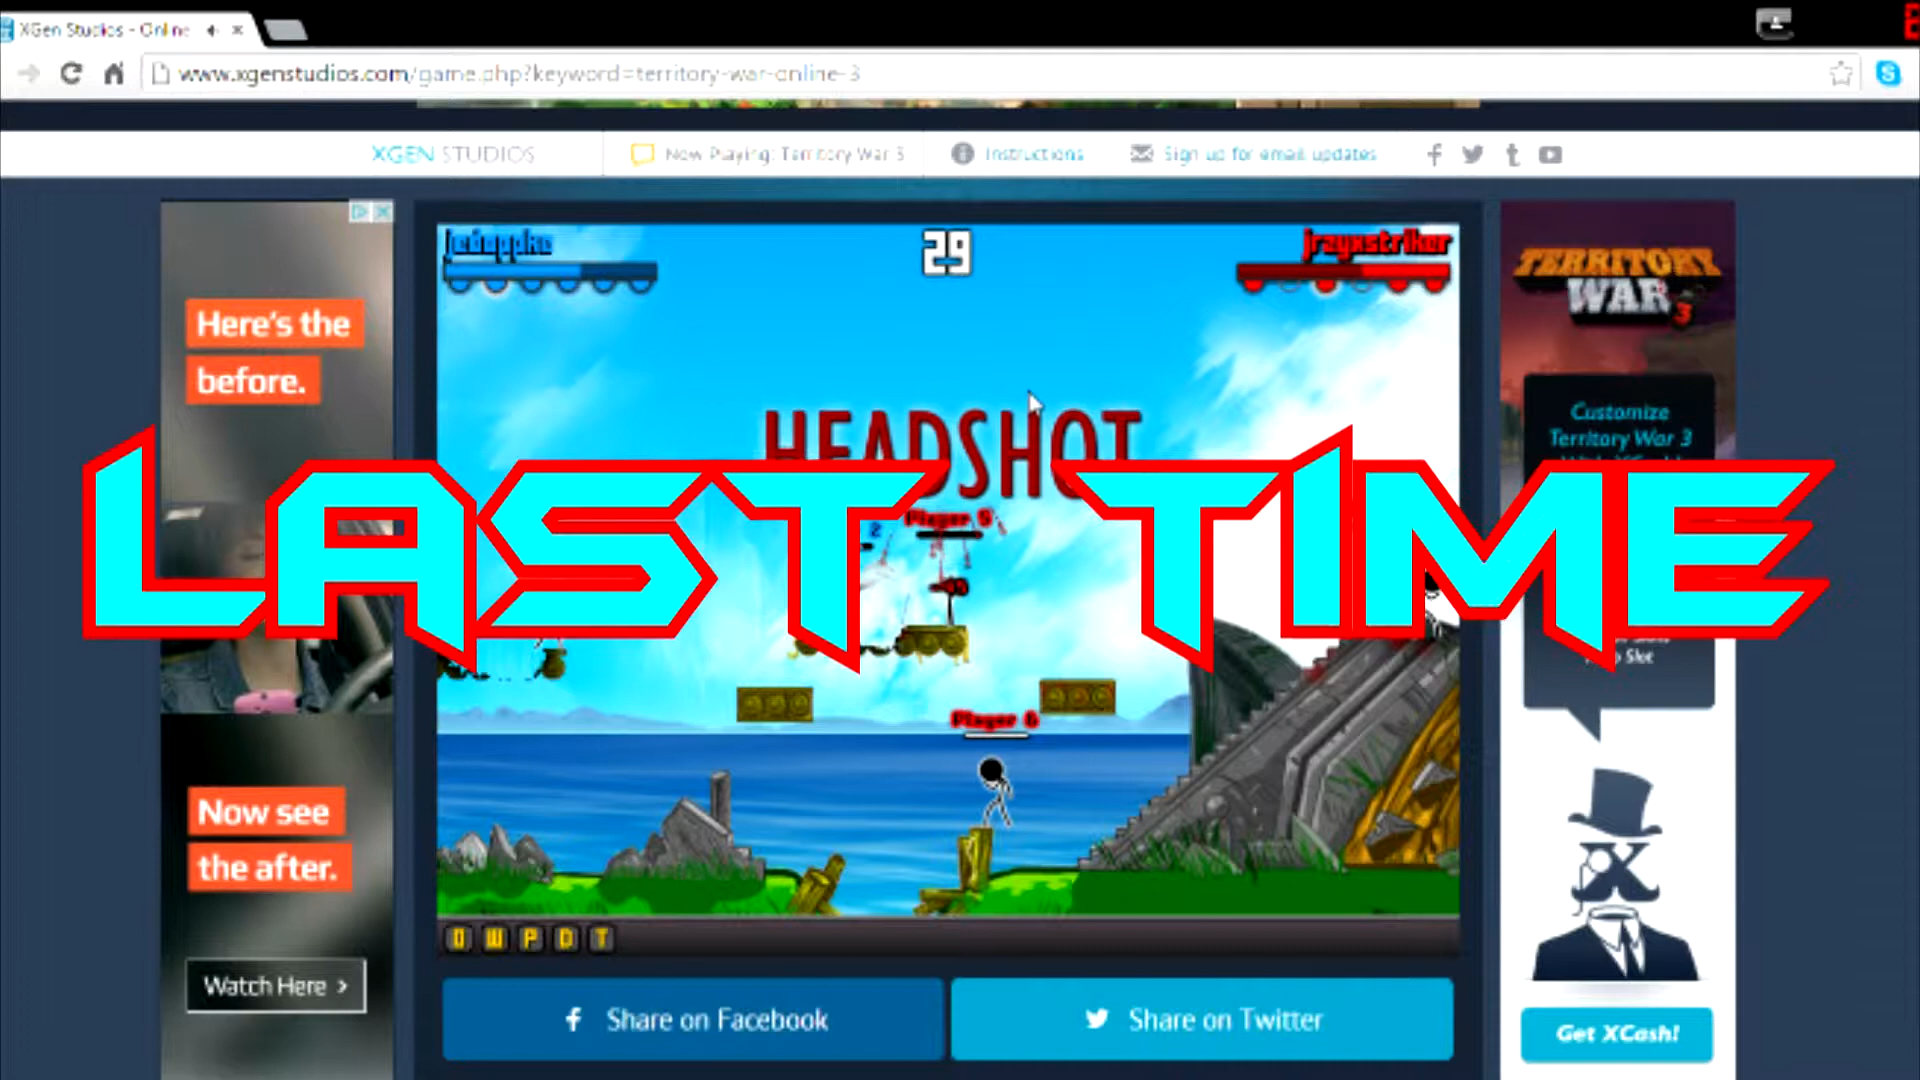 XGen Studios - Online
www.xgenstudios.com/game.php?keyword=territory-war-online-3
XGEN STUDIOS
Now Playing: Territory War 3
Instructions
Sign up for email updates
Here's the
before.
Now see
the after.
Watch Here >
29
jrzyxstriker
HEADSHOT
Player 5
Player 6
LAST TIME
O W P D T
Share on Facebook
Share on Twitter
TERRITORY
WAR 3
Customize
Territory War 3
Slot
Get XCash!